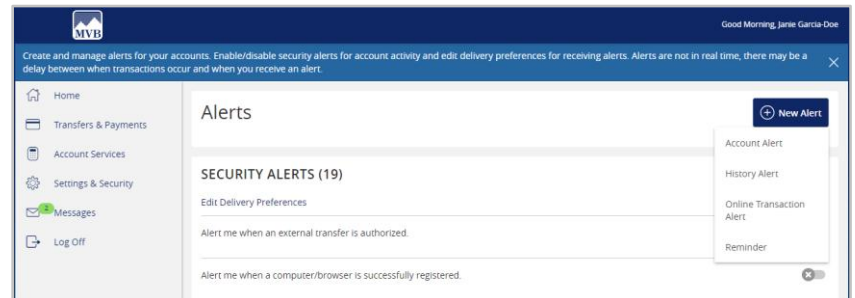 MVB
Good Morning, Janie Garcia-Doe
Create and manage alerts for your accounts. Enable/disable security alerts for account activity and edit delivery preferences for receiving alerts. Alerts are not in real time, there may be a
delay between when transactions occur and when you receive an alert.
Home
Transfers & Payments
Account Services
Settings & Security
Messages
Log Off
Alerts
New Alert
Account Alert
History Alert
Online Transaction
Alert
Reminder
SECURITY ALERTS (19)
Edit Delivery Preferences
Alert me when an external transfer is authorized.
Alert me when a computer/browser is successfully registered.